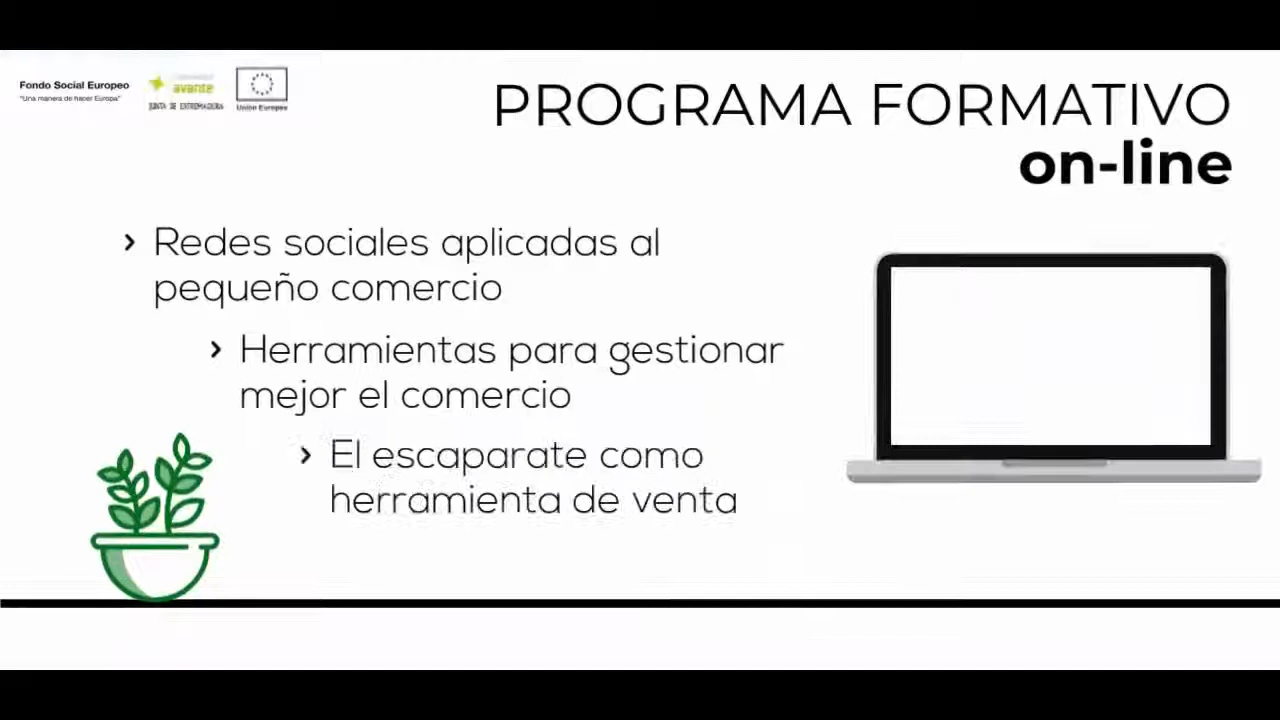 Fondo Social Europeo
"Una manera de hacer Europa"
avante
JUNTA DE EXTREMADURA
Unión Europea
PROGRAMA FORMATIVO
on-line
› Redes sociales aplicadas al
pequeño comercio
› Herramientas para gestionar
mejor el comercio
› El escaparate como
herramienta de venta